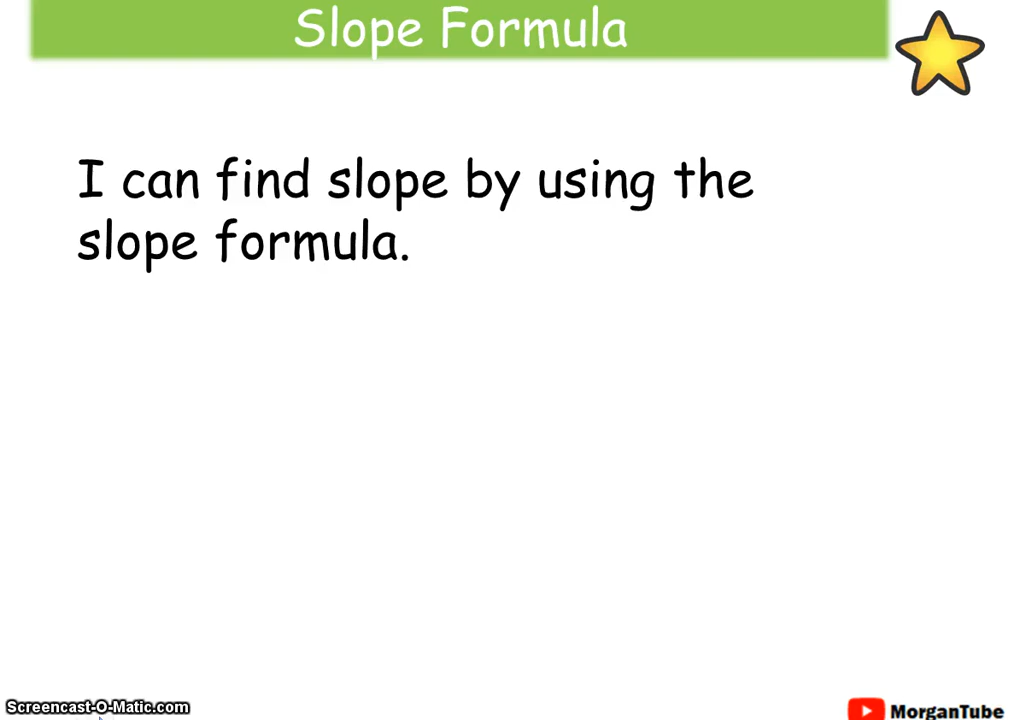 Slope Formula
I can find slope by using the
slope formula.
Screencast-O-Matic.com
MorganTube